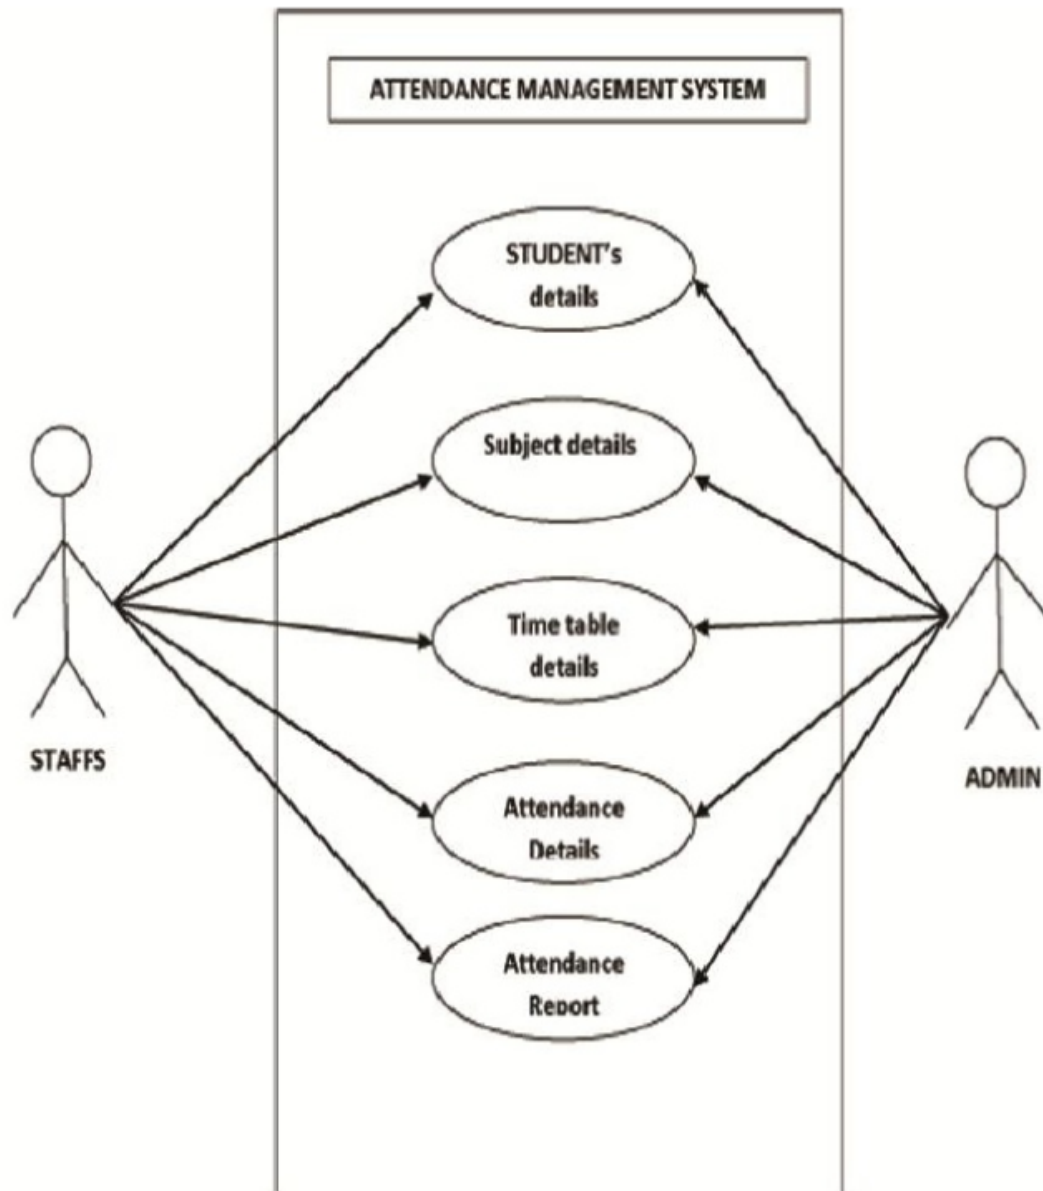 ATTENDANCE MANAGEMENT SYSTEM
STUDENT's
details
Subject details
Time table
details
STAFFS
ADMIN
Attendance
Details
Attendance
Report